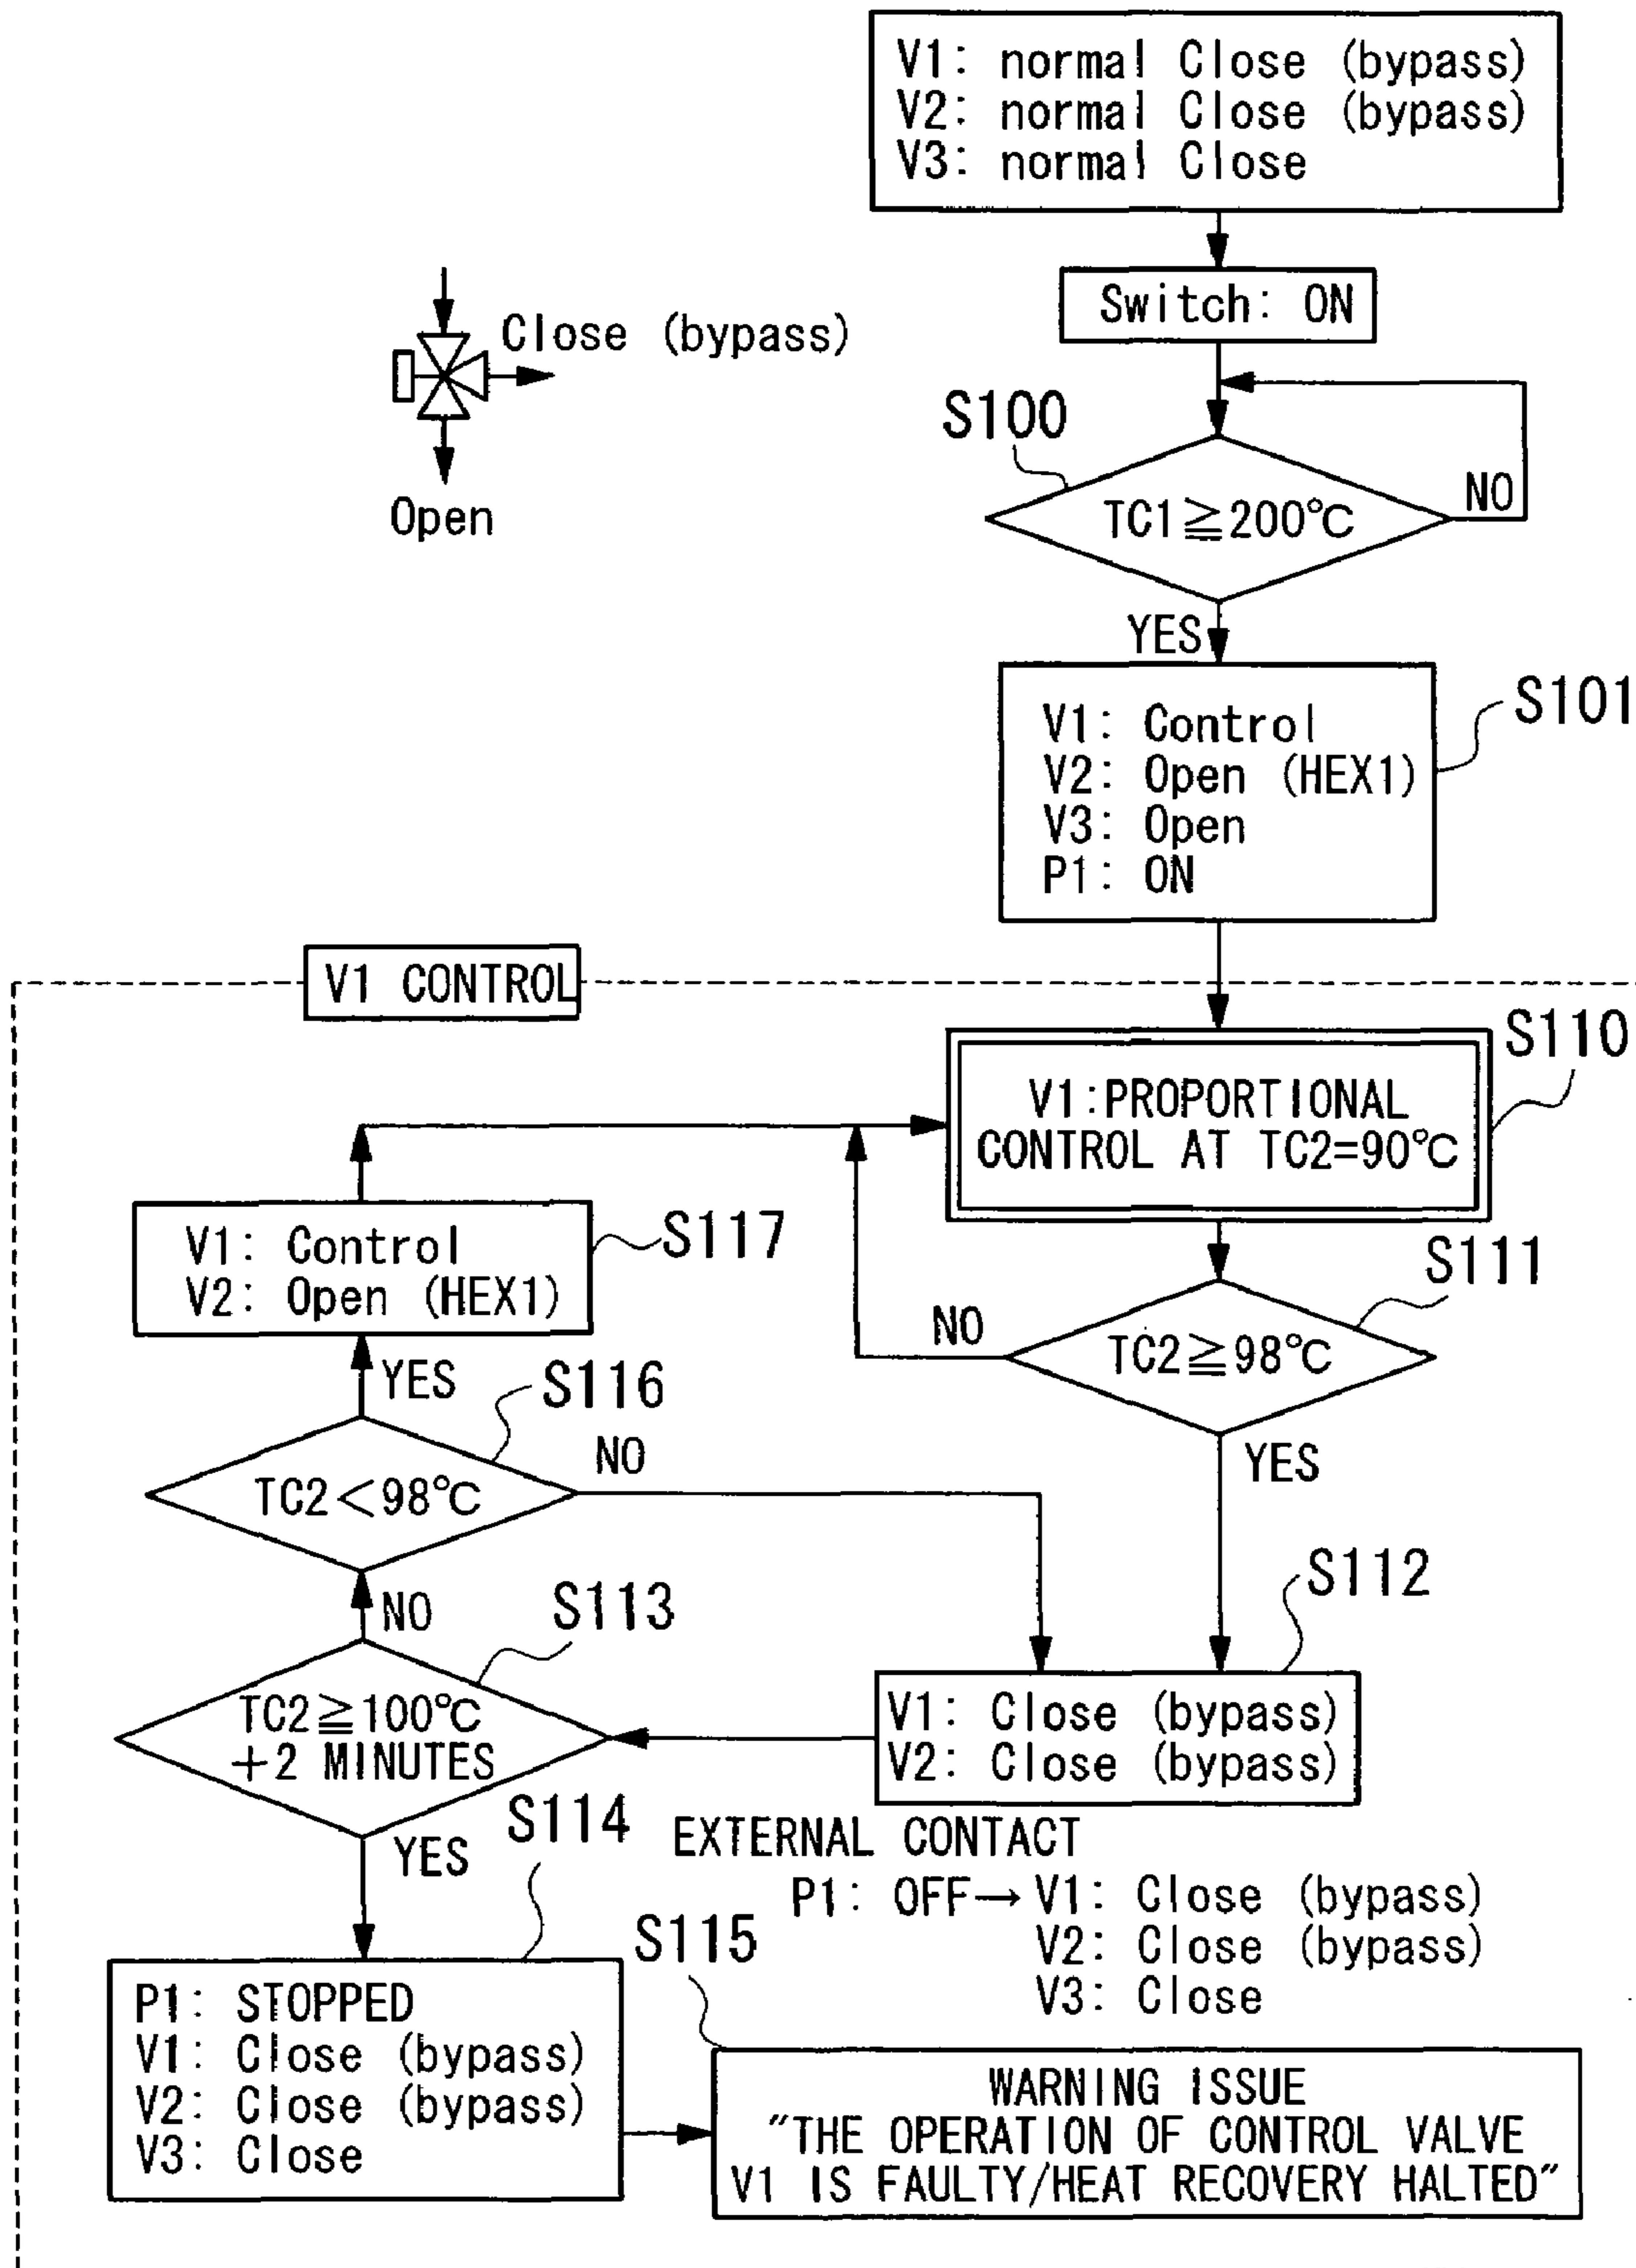 V1: normal Close (bypass)
V2: normal Close (bypass)
V3: normal Close
Switch: ON
Close (bypass)
Open
S100
TC1≧200℃
NO
YES
S101
V1: Control
V2: Open (HEX1)
V3: Open
P1: ON
V1 CONTROL
S110
V1:PROPORTIONAL
CONTROL AT TC2=90℃
S117
V1: Control
V2: Open (HEX1)
S111
TC2≧98℃
NO
YES
YES
S116
TC2<98℃
NO
S112
V1: Close (bypass)
V2: Close (bypass)
NO
S113
TC2≧100℃
+2 MINUTES
YES
S114
EXTERNAL CONTACT
P1: OFF→V1: Close (bypass)
V2: Close (bypass)
V3: Close
P1: STOPPED
V1: Close (bypass)
V2: Close (bypass)
V3: Close
S115
WARNING ISSUE
"THE OPERATION OF CONTROL VALVE
V1 IS FAULTY/HEAT RECOVERY HALTED"